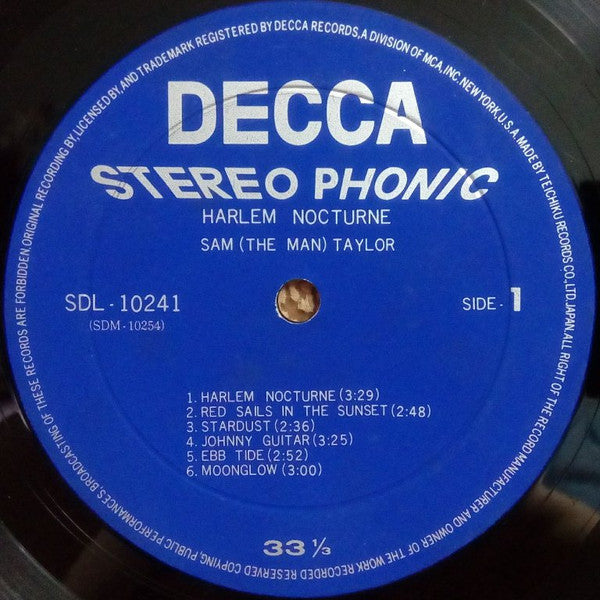 DECCA
STEREO PHONIC
HARLEM NOCTURNE
SAM (THE MAN) TAYLOR
SDL - 10241
(SDM - 10254)
SIDE - 1
1. HARLEM NOCTURNE (3:29)
2. RED SAILS IN THE SUNSET (2:48)
3. STARDUST (2:36)
4. JOHNNY GUITAR (3:25)
5. EBB TIDE (2:52)
6. MOONGLOW (3:00)
33 ⅓
ALL RIGHT OF THE RECORD MANUFACTURER AND OWNER OF THE WORK RECORDED RESERVED COPYING, PUBLIC PERFORMANCES, BROADCASTING OF THESE RECORDS ARE FORBIDDEN. ORIGINAL RECORDING BY, LICENSED BY, AND TRADEMARK REGISTERED BY DECCA RECORDS, A DIVISION OF MCA, INC. NEW YORK, U.S.A MADE BY TEICHIKU RECORDS CO., LTD. JAPAN.